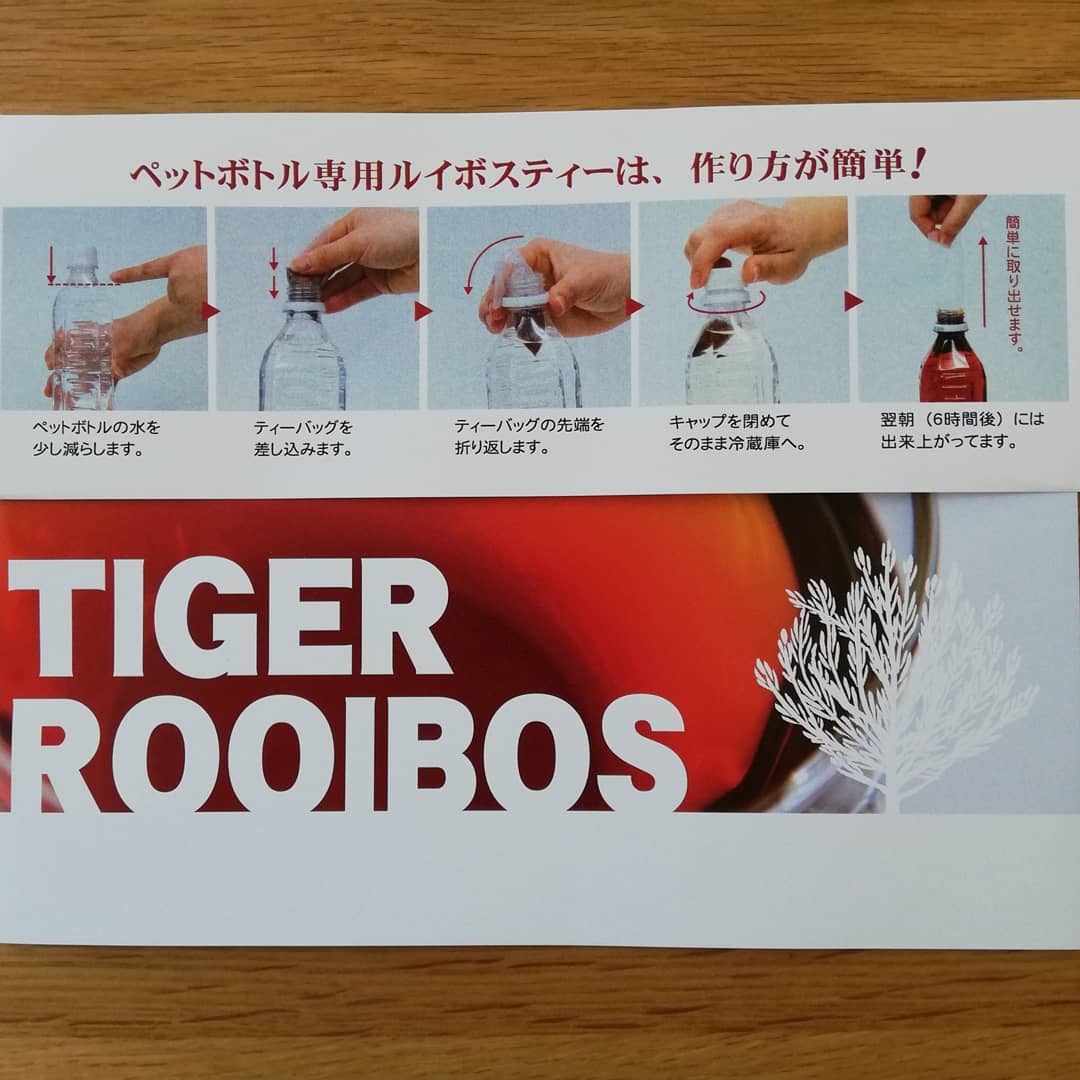 ペットボトル専用ルイボスティーは、作り方が簡単!
ペットボトルの水を
少し減らします。
ティーバッグを
差し込みます。
ティーバッグの先端を
折り返します。
キャップを閉めて
そのまま冷蔵庫へ。
簡単に取り出せます。
翌朝（6時間後）には
出来上がってます。
TIGER
ROOIBOS